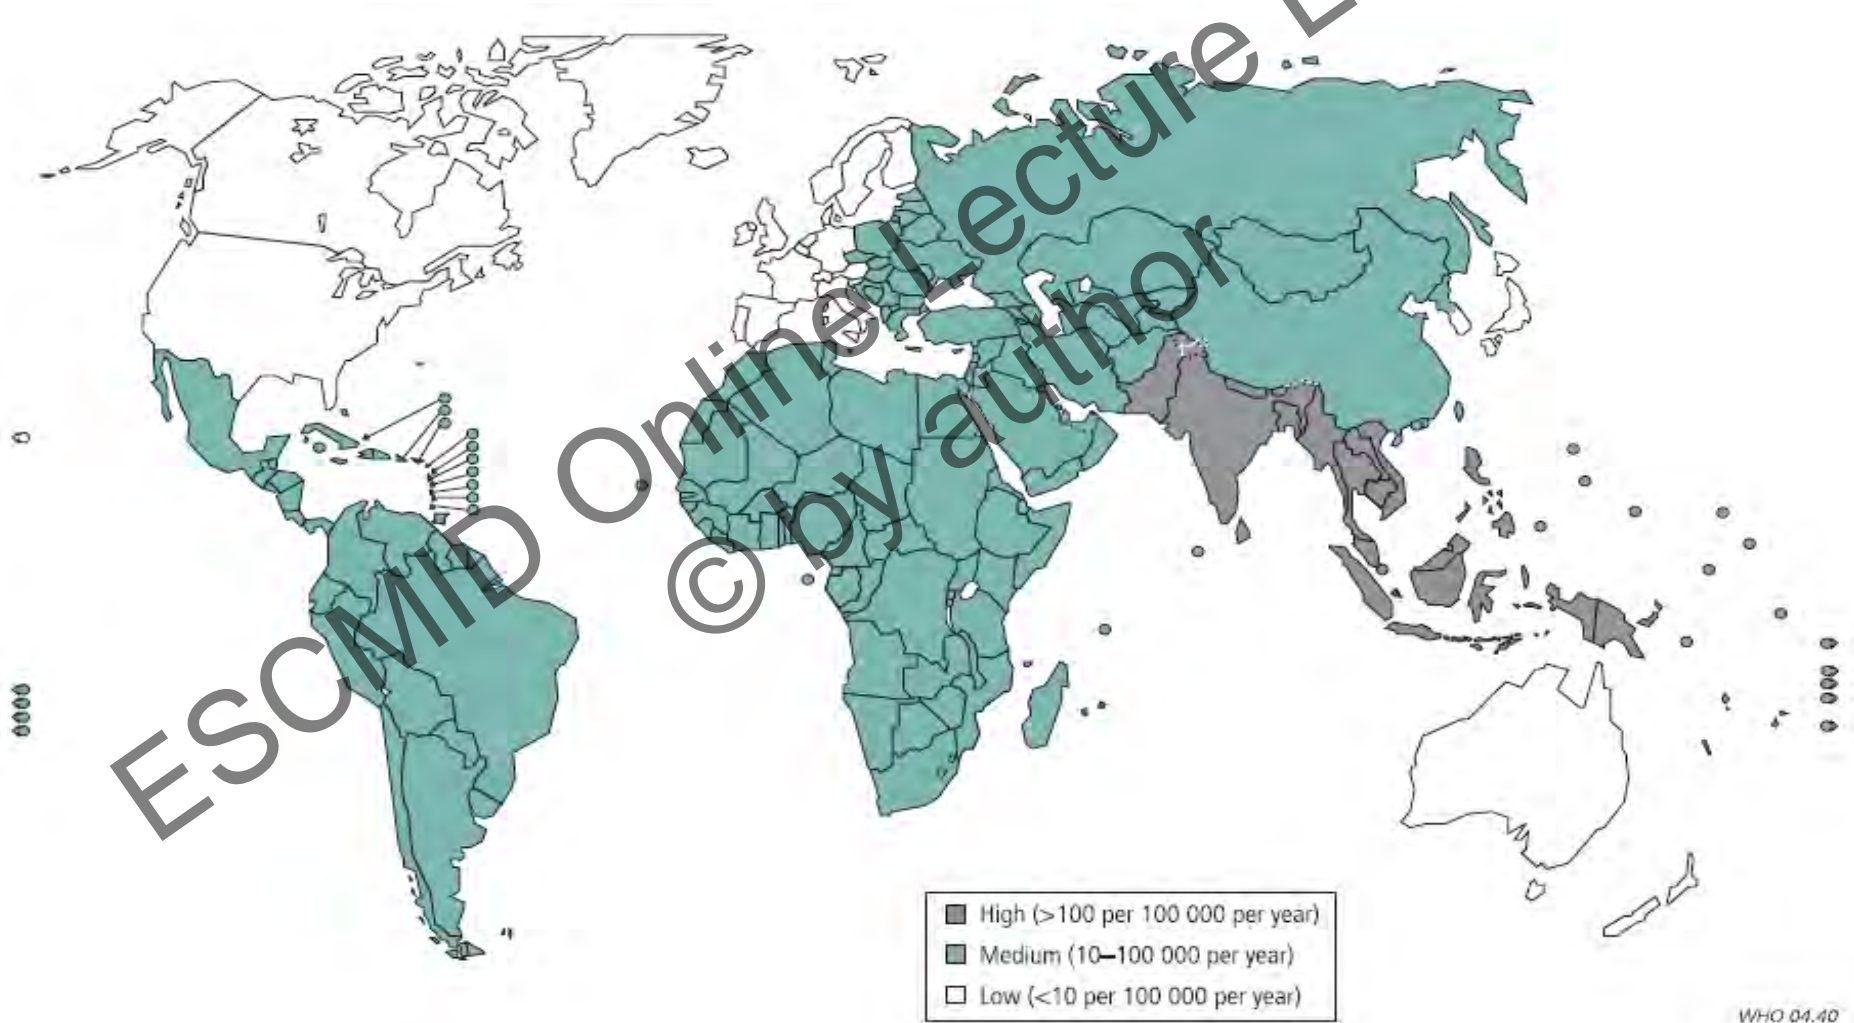 ESCMID Online Lecture L
© by author
High (>100 per 100 000 per year)
Medium (10–100 000 per year)
Low (<10 per 100 000 per year)
WHO 04.40